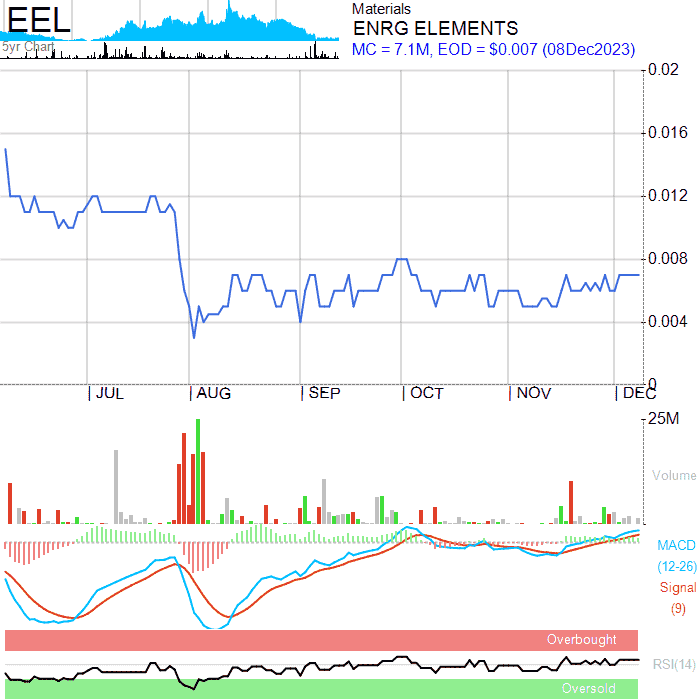 EEL
5yr Chart
Materials
ENRG ELEMENTS
MC = 7.1M, EOD = $0.007 (08Dec2023)
0.02
0.016
0.012
0.008
0.004
0
JUL AUG SEP OCT NOV DEC
25M
Volume
MACD
(12-26)
Signal
(9)
Overbought
RSI(14)
Oversold